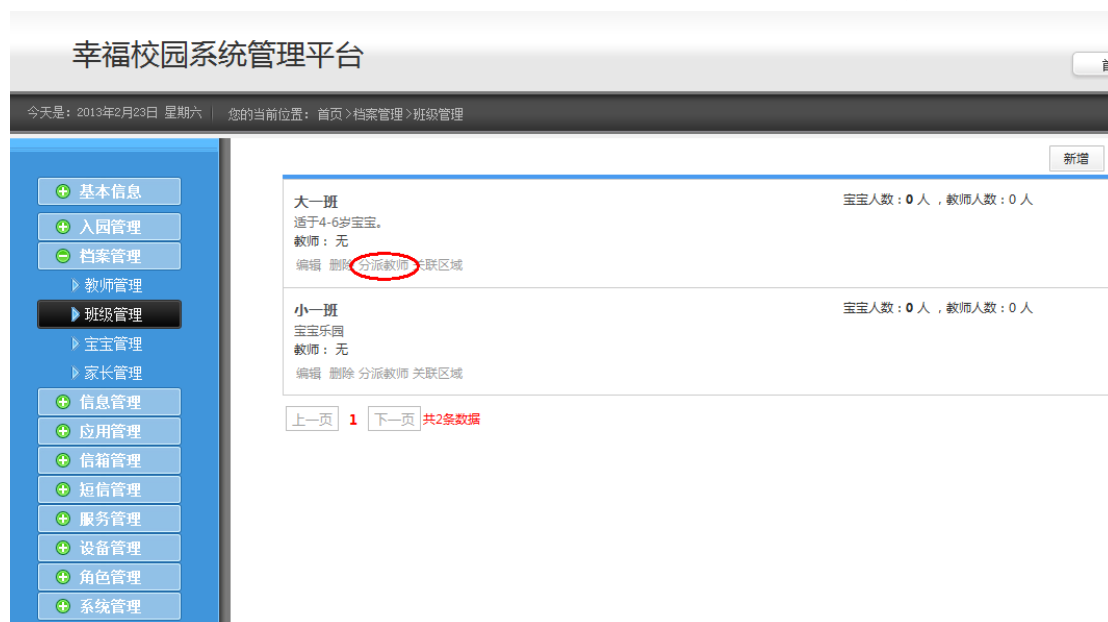 幸福校园系统管理平台
今天是：2013年2月23日 星期六 | 您的当前位置：首页>档案管理>班级管理
新增
基本信息
入园管理
档案管理
教师管理
班级管理
宝宝管理
家长管理
信息管理
应用管理
信箱管理
短信管理
服务管理
设备管理
角色管理
系统管理
大一班
宝宝人数：0 人 ，教师人数：0 人
适于4-6岁宝宝。
教师： 无
编辑 删除 分派教师 关联区域
小一班
宝宝人数：0 人 ，教师人数：0 人
宝宝乐园
教师： 无
编辑 删除 分派教师 关联区域
上一页 1 下一页 共2条数据